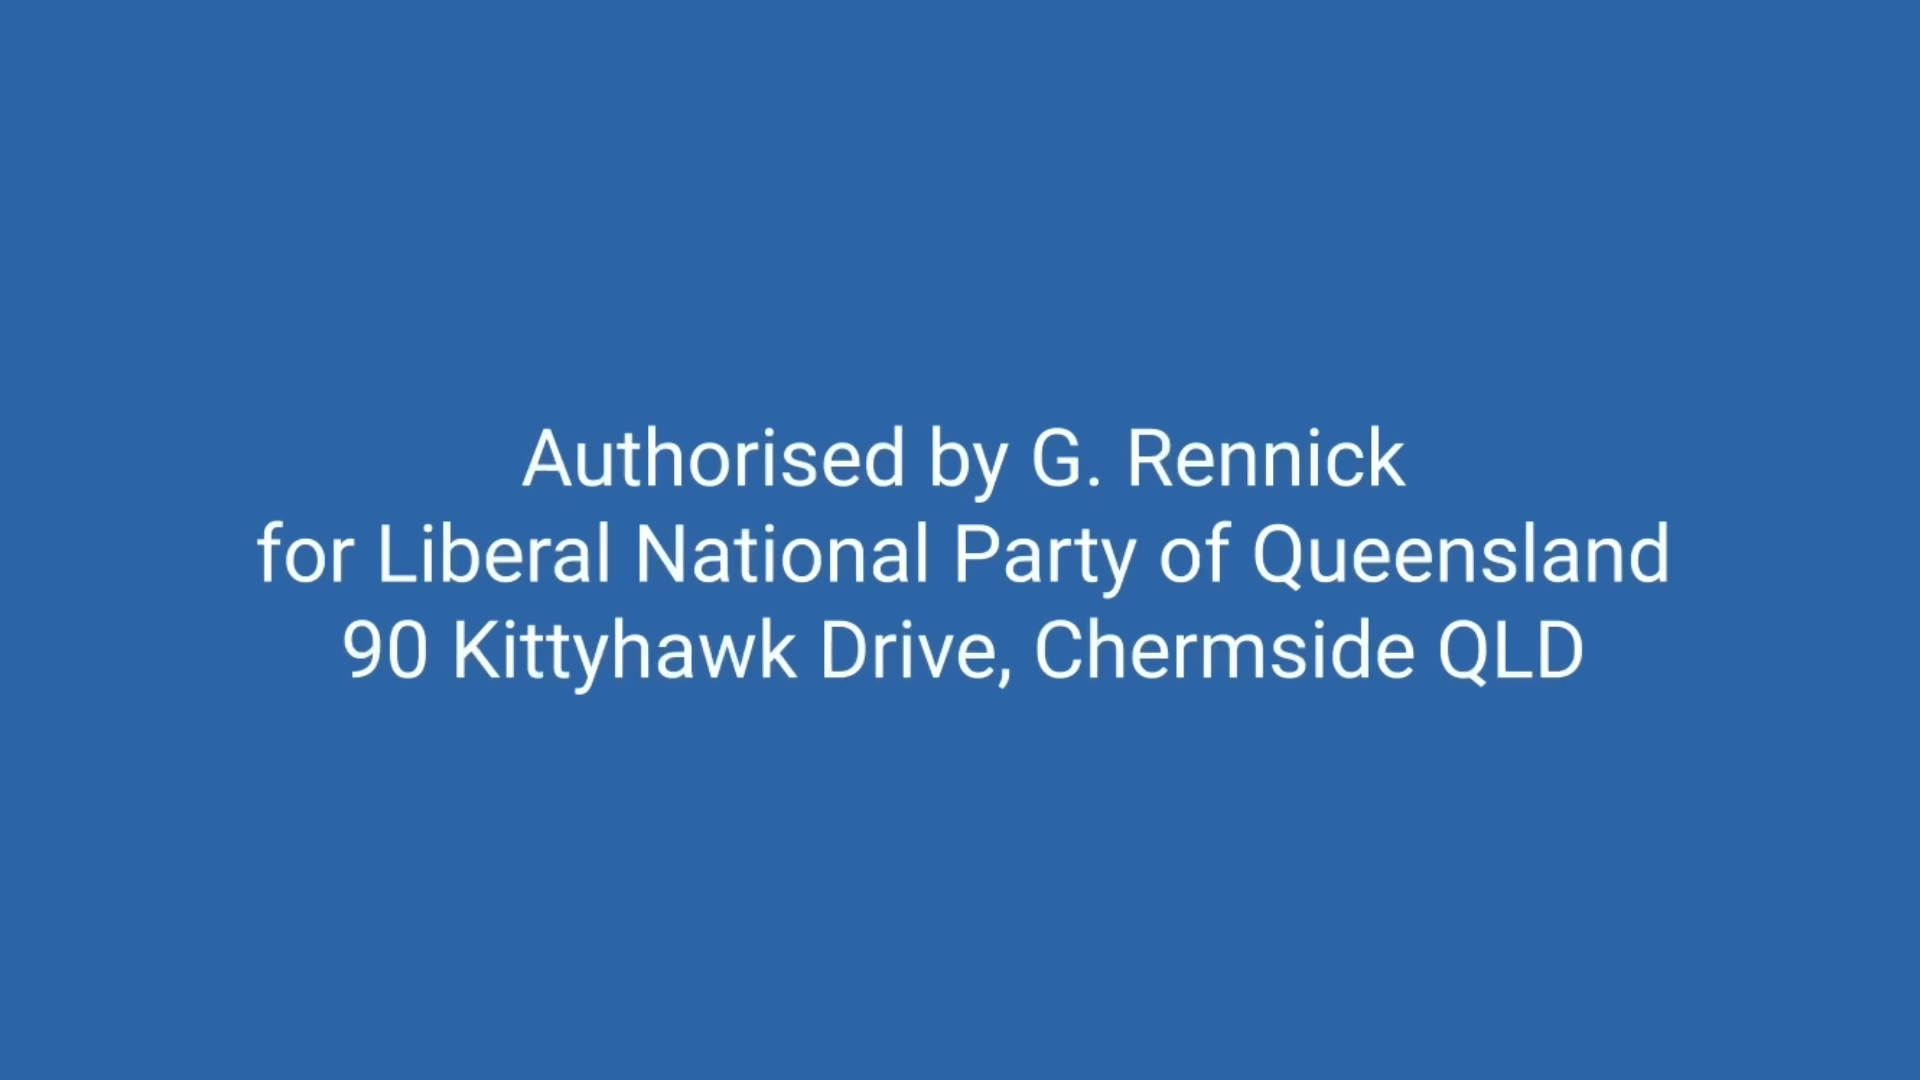 Authorised by G. Rennick
for Liberal National Party of Queensland
90 Kittyhawk Drive, Chermside QLD